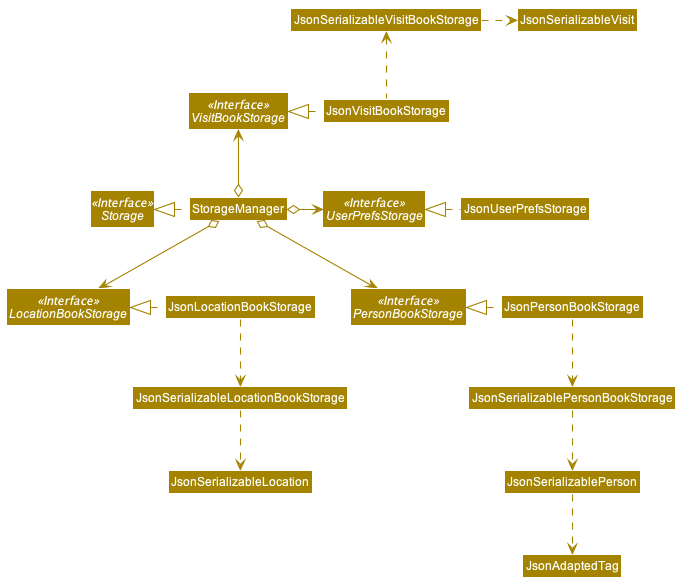 JsonSerializableVisitBookStorage
JsonSerializableVisit
«Interface»
VisitBookStorage
JsonVisitBookStorage
«Interface»
Storage
StorageManager
«Interface»
UserPrefsStorage
JsonUserPrefsStorage
«Interface»
LocationBookStorage
JsonLocationBookStorage
«Interface»
PersonBookStorage
JsonPersonBookStorage
JsonSerializableLocationBookStorage
JsonSerializablePersonBookStorage
JsonSerializableLocation
JsonSerializablePerson
JsonAdaptedTag